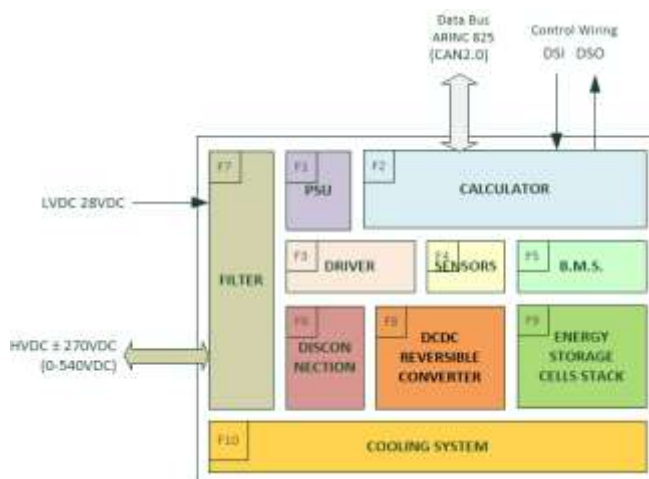 Data Bus
ARINC 825
(CAN2.0)
Control Wiring
DSI DSO
F7
F1
PSU
F2
CALCULATOR
LVDC 28VDC
F3
DRIVER
F4
SENSORS
F5
B.M.S.
FILTER
HVDC ± 270VDC
(0-540VDC)
F6
DISCON
NECTION
F8
DCDC
REVERSIBLE
CONVERTER
F9
ENERGY
STORAGE
CELLS STACK
F10
COOLING SYSTEM